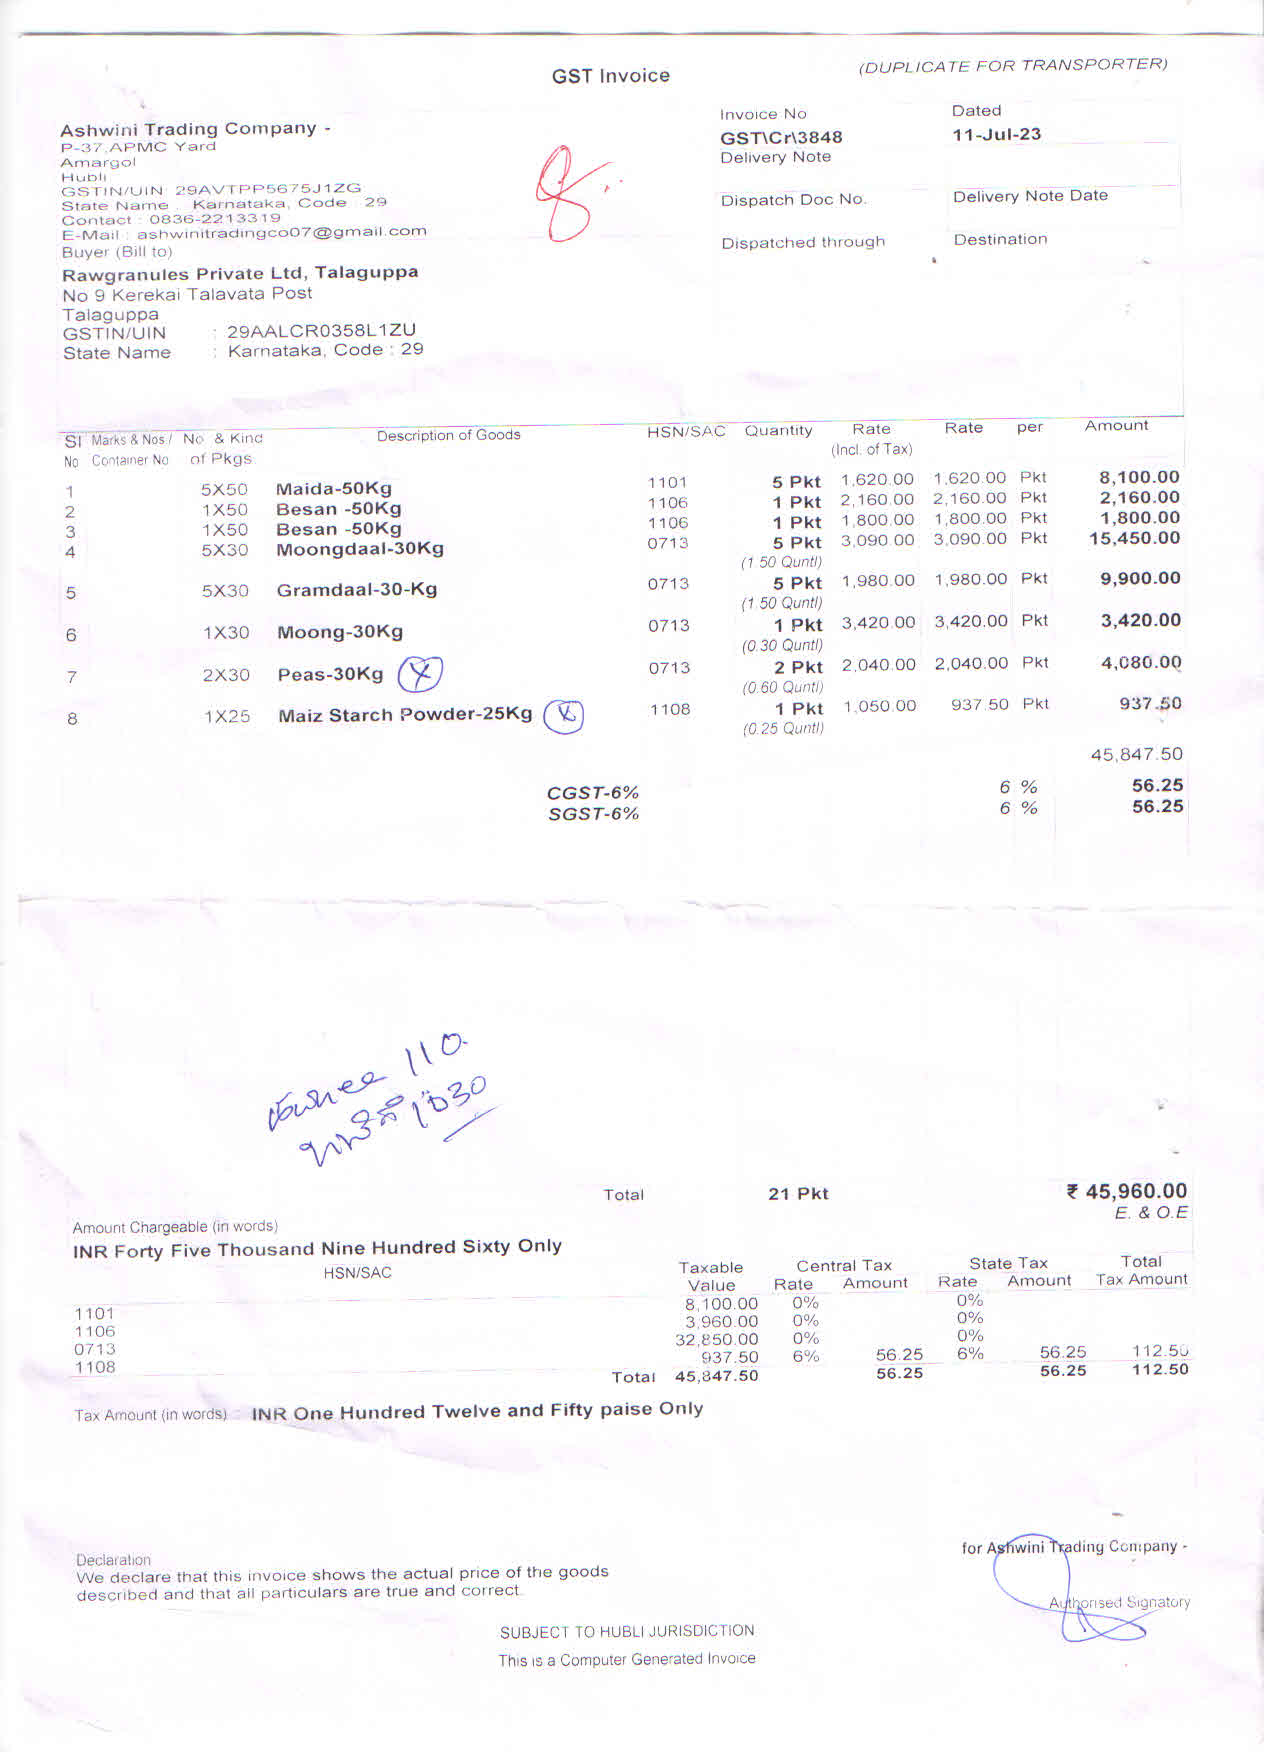 (DUPLICATE FOR TRANSPORTER)
GST Invoice
Ashwini Trading Company -
P-37,APMC Yard
Amargol
Hubli
GSTIN/UIN 29AVTPP5675J1ZG
State Name : Karnataka, Code : 29
Contact : 0836-2213319
E-Mail : ashwinitradingco07@gmail.com
Buyer (Bill to)
Rawgranules Private Ltd, Talaguppa
No 9 Kerekai Talavata Post
Talaguppa
GSTIN/UIN : 29AALCR0358L1ZU
State Name : Karnataka, Code : 29
Invoice No Dated
GST\Cr\3848 11-Jul-23
Delivery Note
Dispatch Doc No. Delivery Note Date
Dispatched through Destination
Sl Marks & Nos / No & Kind Description of Goods HSN/SAC Quantity Rate Rate per Amount
No Container No of Pkgs. (Incl. of Tax)
1 5X50 Maida-50Kg 1101 5 Pkt 1,620.00 1,620.00 Pkt 8,100.00
2 1X50 Besan -50Kg 1106 1 Pkt 2,160.00 2,160.00 Pkt 2,160.00
3 1X50 Besan -50Kg 1106 1 Pkt 1,800.00 1,800.00 Pkt 1,800.00
4 5X30 Moongdaal-30Kg 0713 5 Pkt 3,090.00 3,090.00 Pkt 15,450.00
(1.50 Quntl)
5 5X30 Gramdaal-30-Kg 0713 5 Pkt 1,980.00 1,980.00 Pkt 9,900.00
(1.50 Quntl)
6 1X30 Moong-30Kg 0713 1 Pkt 3,420.00 3,420.00 Pkt 3,420.00
(0.30 Quntl)
7 2X30 Peas-30Kg 0713 2 Pkt 2,040.00 2,040.00 Pkt 4,080.00
(0.60 Quntl)
8 1X25 Maiz Starch Powder-25Kg 1108 1 Pkt 1,050.00 937.50 Pkt 937.50
(0.25 Quntl)
45,847.50
CGST-6% 6 % 56.25
SGST-6% 6 % 56.25
110
1030
Total 21 Pkt ₹ 45,960.00
E. & O.E
Amount Chargeable (in words)
INR Forty Five Thousand Nine Hundred Sixty Only
HSN/SAC Taxable Central Tax State Tax Total
Value Rate Amount Rate Amount Tax Amount
1101 8,100.00 0% 0%
1106 3,960.00 0% 0%
0713 32,850.00 0% 0%
1108 937.50 6% 56.25 6% 56.25 112.50
Total 45,847.50 56.25 56.25 112.50
Tax Amount (in words) : INR One Hundred Twelve and Fifty paise Only
Declaration
We declare that this invoice shows the actual price of the goods
described and that all particulars are true and correct.
for Ashwini Trading Company -
Authorised Signatory
SUBJECT TO HUBLI JURISDICTION
This is a Computer Generated Invoice